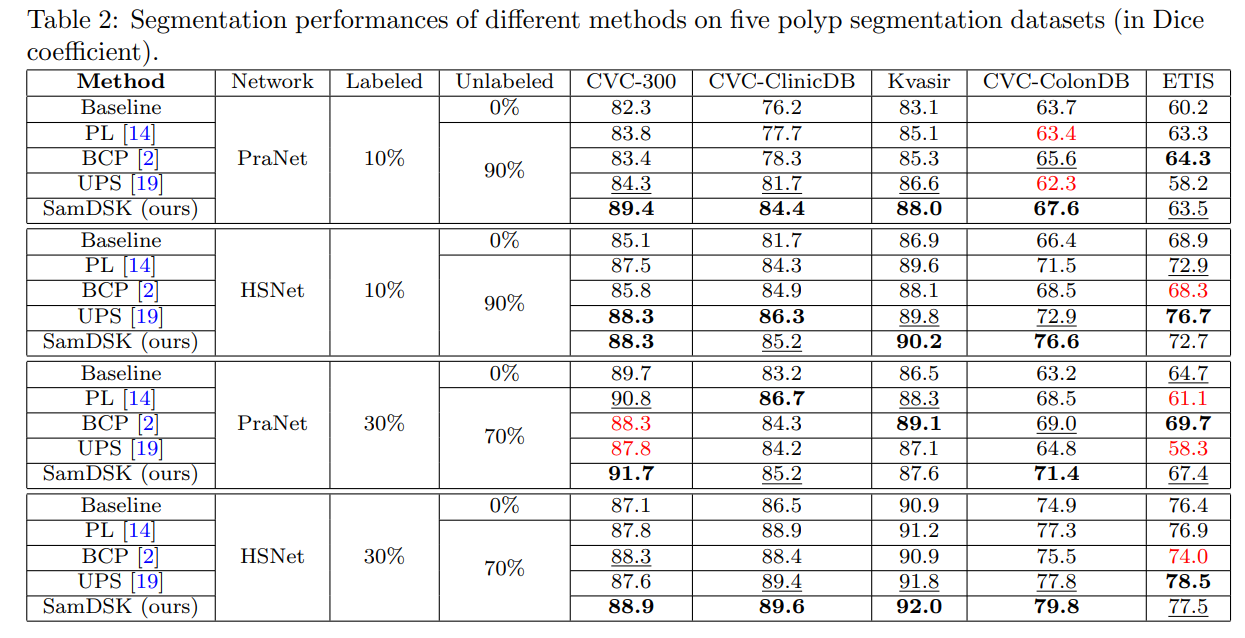 Table 2: Segmentation performances of different methods on five polyp segmentation datasets (in Dice
coefficient).
Method Network Labeled Unlabeled CVC-300 CVC-ClinicDB Kvasir CVC-ColonDB ETIS
Baseline 0% 82.3 76.2 83.1 63.7 60.2
PL [14] 83.8 77.7 85.1 63.4 63.3
BCP [2] PraNet 10% 90% 83.4 78.3 85.3 65.6 64.3
UPS [19] 84.3 81.7 86.6 62.3 58.2
SamDSK (ours) 89.4 84.4 88.0 67.6 63.5
Baseline 0% 85.1 81.7 86.9 66.4 68.9
PL [14] 87.5 84.3 89.6 71.5 72.9
BCP [2] HSNet 10% 90% 85.8 84.9 88.1 68.5 68.3
UPS [19] 88.3 86.3 89.8 72.9 76.7
SamDSK (ours) 88.3 85.2 90.2 76.6 72.7
Baseline 0% 89.7 83.2 86.5 63.2 64.7
PL [14] 90.8 86.7 88.3 68.5 61.1
BCP [2] PraNet 30% 70% 88.3 84.3 89.1 69.0 69.7
UPS [19] 87.8 84.2 87.1 64.8 58.3
SamDSK (ours) 91.7 85.2 87.6 71.4 67.4
Baseline 0% 87.1 86.5 90.9 74.9 76.4
PL [14] 87.8 88.9 91.2 77.3 76.9
BCP [2] HSNet 30% 70% 88.3 88.4 90.9 75.5 74.0
UPS [19] 87.6 89.4 91.8 77.8 78.5
SamDSK (ours) 88.9 89.6 92.0 79.8 77.5